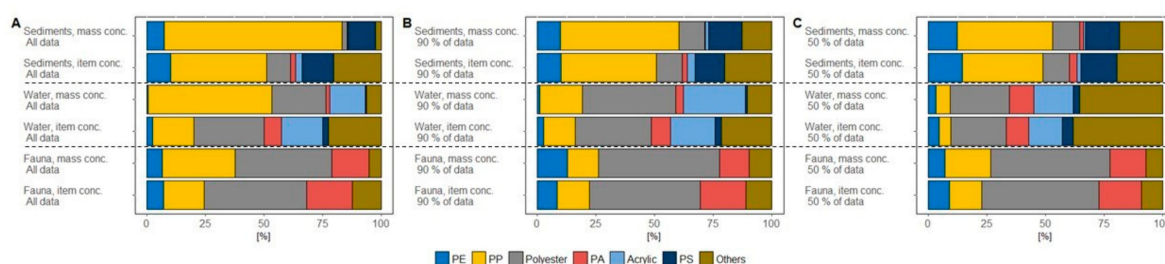 A
Sediments, mass conc.
All data
Sediments, item conc.
All data
Water, mass conc.
All data
Water, item conc.
All data
Fauna, mass conc.
All data
Fauna, item conc.
All data
0 25 50 75 100
[%]
B
Sediments, mass conc.
90 % of data
Sediments, item conc.
90 % of data
Water, mass conc.
90 % of data
Water, item conc.
90 % of data
Fauna, mass conc.
90 % of data
Fauna, item conc.
90 % of data
0 25 50 75 100
[%]
C
Sediments, mass conc.
50 % of data
Sediments, item conc.
50 % of data
Water, mass conc.
50 % of data
Water, item conc.
50 % of data
Fauna, mass conc.
50 % of data
Fauna, item conc.
50 % of data
0 25 50 75 100
[%]
PE PP Polyester PA Acrylic PS Others